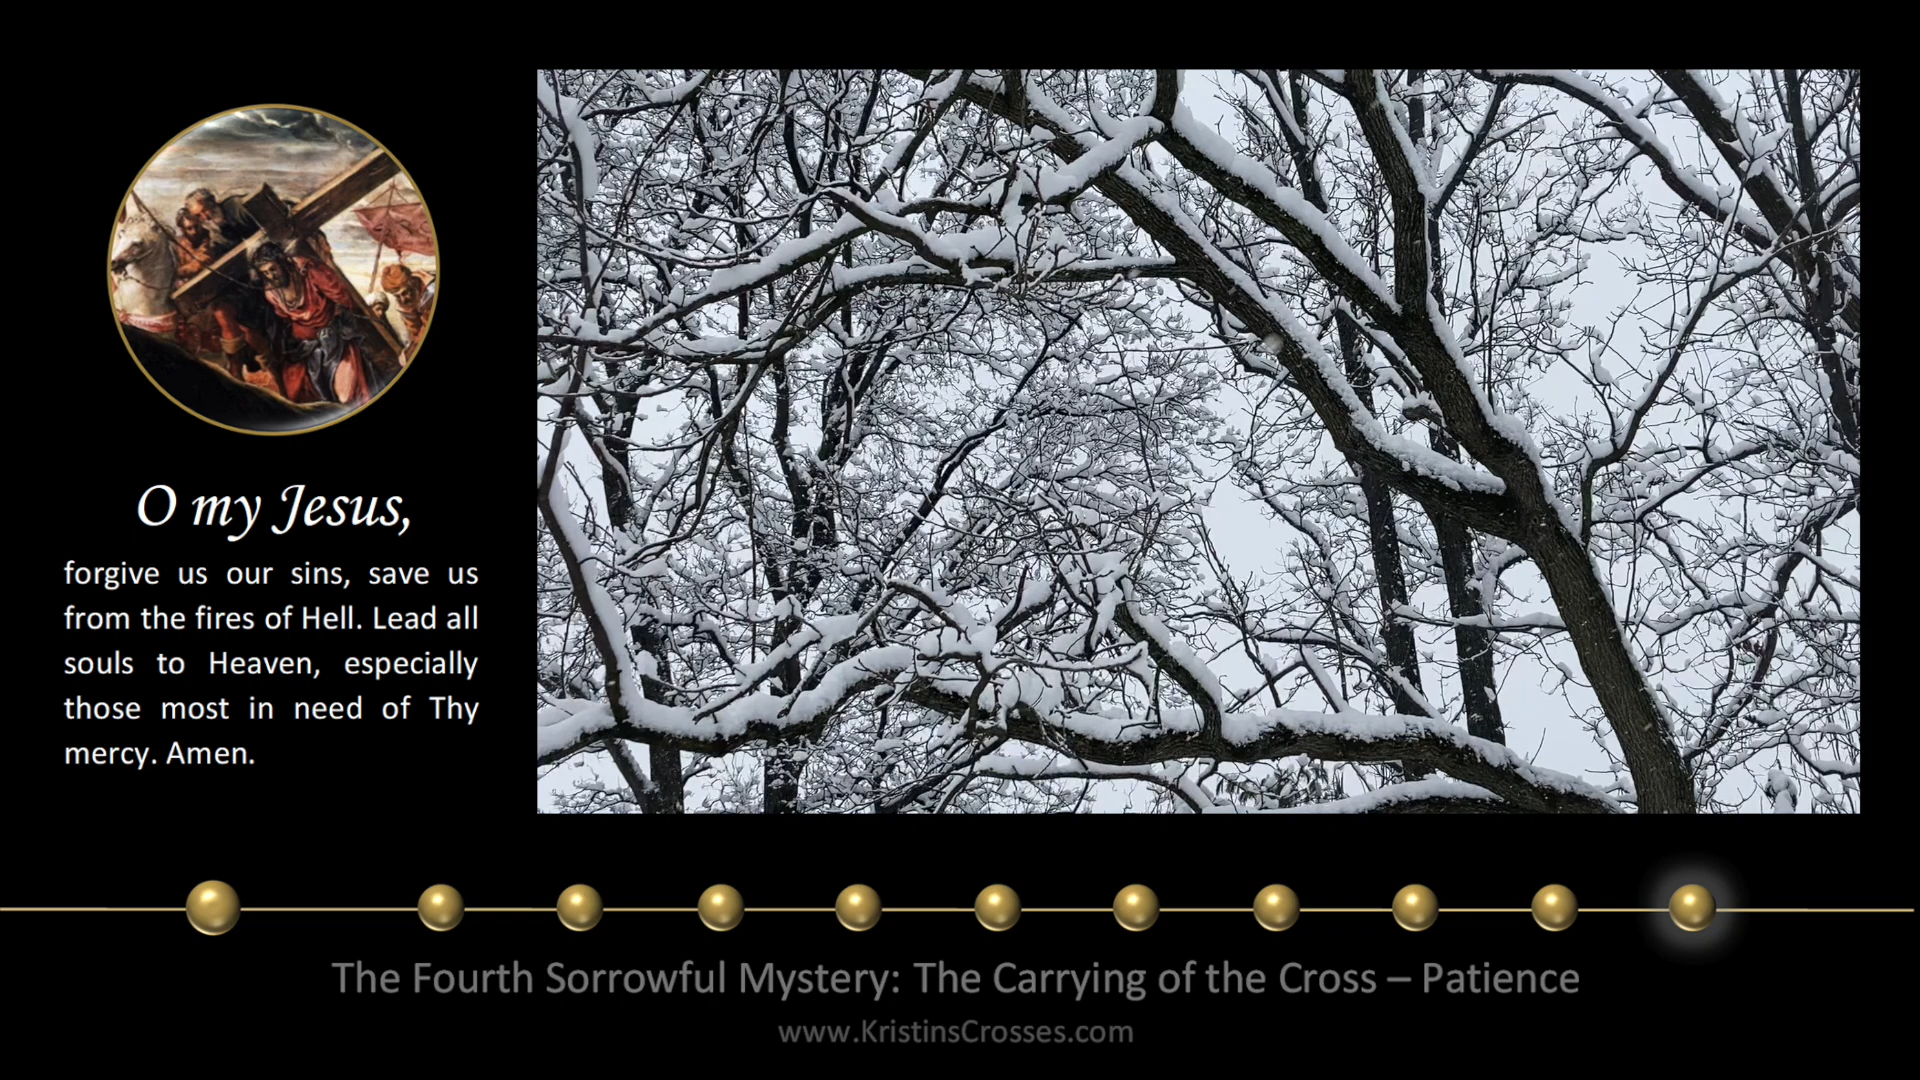 O my Jesus,
forgive us our sins, save us
from the fires of Hell. Lead all
souls to Heaven, especially
those most in need of Thy
mercy. Amen.
The Fourth Sorrowful Mystery: The Carrying of the Cross – Patience
www.KristinsCrosses.com